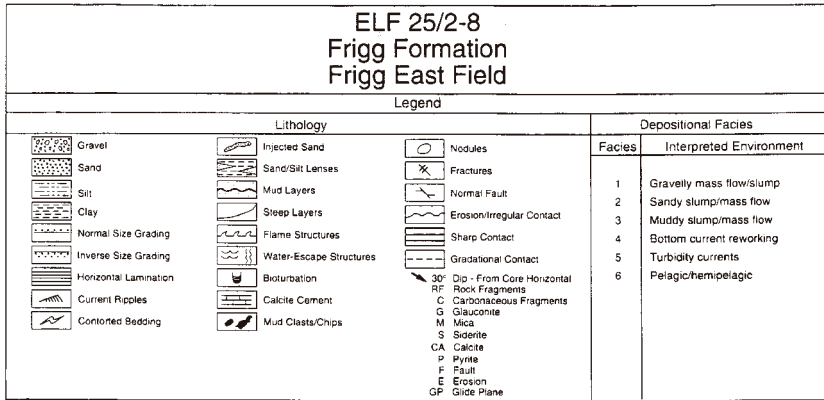 ELF 25/2-8
Frigg Formation
Frigg East Field
Legend
Lithology
Gravel
Sand
Silt
Clay
Normal Size Grading
Inverse Size Grading
Horizontal Lamination
Current Ripples
Contorted Bedding
Injected Sand
Sand/Silt Lenses
Mud Layers
Steep Layers
Flame Structures
Water-Escape Structures
Bioturbation
Calcite Cement
Mud Clasts/Chips
Nodules
Fractures
Normal Fault
Erosion/Irregular Contact
Sharp Contact
Gradational Contact
30° Dip - From Core Horizontal
RF Rock Fragments
C Carbonaceous Fragments
G Glauconite
M Mica
S Siderite
CA Calcite
P Pyrite
F Fault
E Erosion
GP Glide Plane
Depositional Facies
Facies Interpreted Environment
1 Gravelly mass flow/slump
2 Sandy slump/mass flow
3 Muddy slump/mass flow
4 Bottom current reworking
5 Turbidity currents
6 Pelagic/hemipelagic